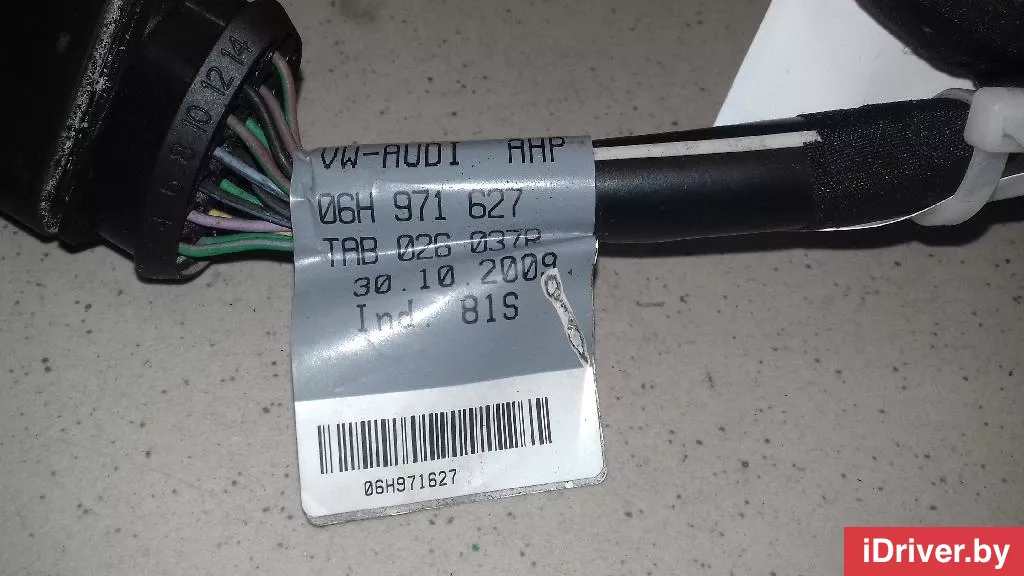 4 6 8 10 12 14
VW-AUDI AHP
06H 971 627
TAB 026 037R
30.10.2009
Ind. 81S
06H971627
iDriver.by